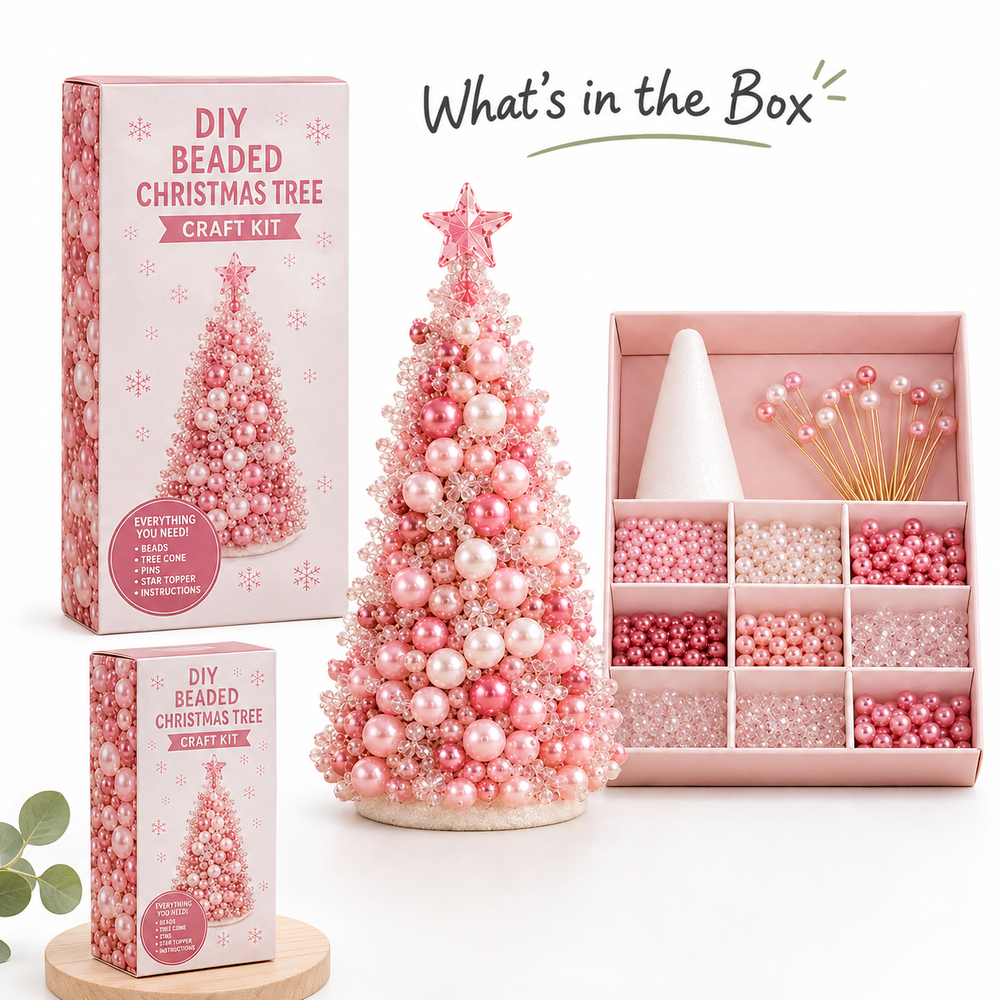 What's in the Box
DIY
BEADED
CHRISTMAS TREE
CRAFT KIT
EVERYTHING
YOU NEED!
• BEADS
• TREE CONE
• PINS
• STAR TOPPER
• INSTRUCTIONS
DIY
BEADED
CHRISTMAS TREE
CRAFT KIT
EVERYTHING
YOU NEED!
• BEADS
• TREE CONE
• STAR TOPPER
• INSTRUCTIONS